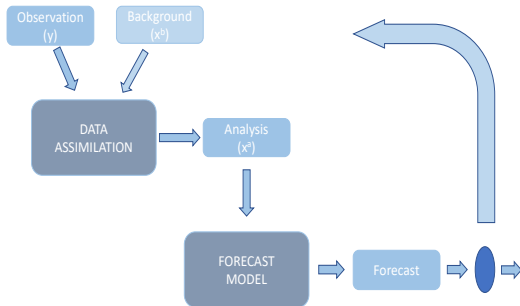 Observation
(y)
Background
(xᵇ)
DATA
ASSIMILATION
Analysis
(xᵃ)
FORECAST
MODEL
Forecast